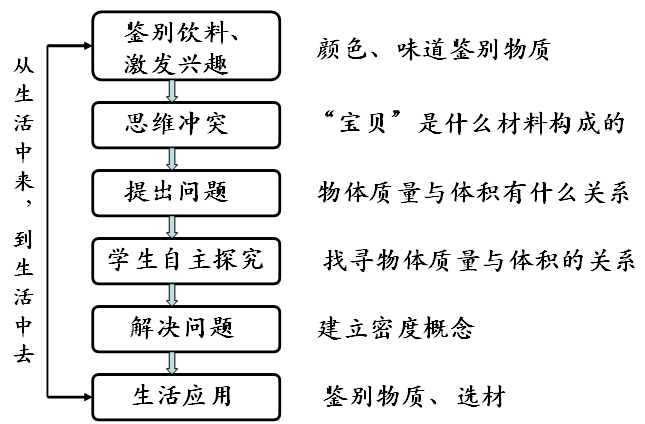 鉴别饮料、
激发兴趣
颜色、味道鉴别物质
思维冲突
“宝贝”是什么材料构成的
提出问题
物体质量与体积有什么关系
学生自主探究
找寻物体质量与体积的关系
解决问题
建立密度概念
生活应用
鉴别物质、选材
从生活中来，到生活中去